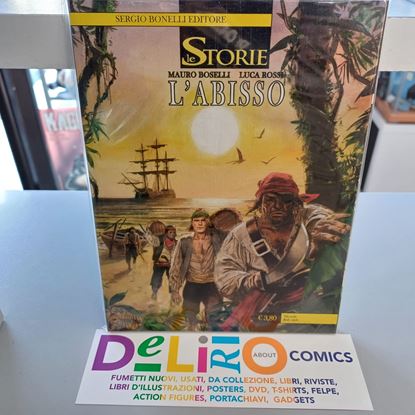 SERGIO BONELLI EDITORE
le STORIE
MAURO BOSELLI LUCA ROSSI
L'ABISSO
€ 3,80
DeLiRiO ABOUT COMICS
FUMETTI NUOVI, USATI, DA COLLEZIONE, LIBRI, RIVISTE,
LIBRI D'ILLUSTRAZIONI, POSTERS, DVD, T-SHIRTS, FELPE,
ACTION FIGURES, PORTACHIAVI, GADGETS